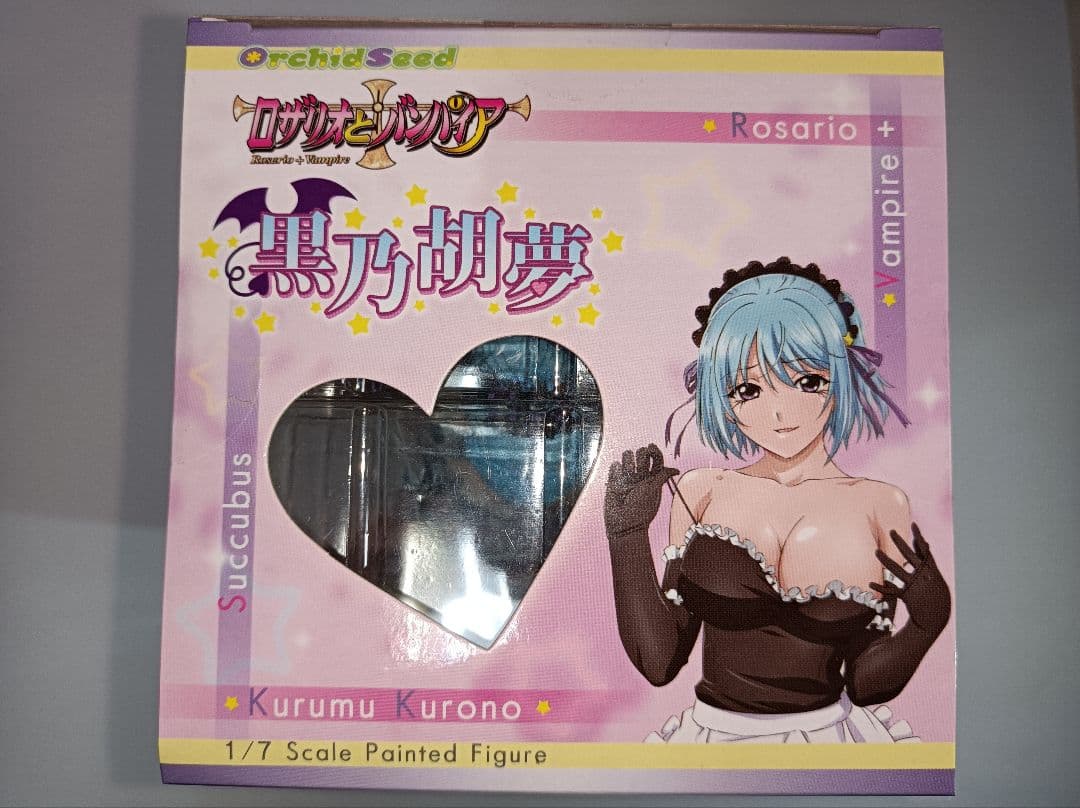 OrchidSeed
ロザリオとバンパイア
Rosario+Vampire
黒乃胡夢
Rosario +
Vampire
Succubus
Kurumu Kurono
1/7 Scale Painted Figure